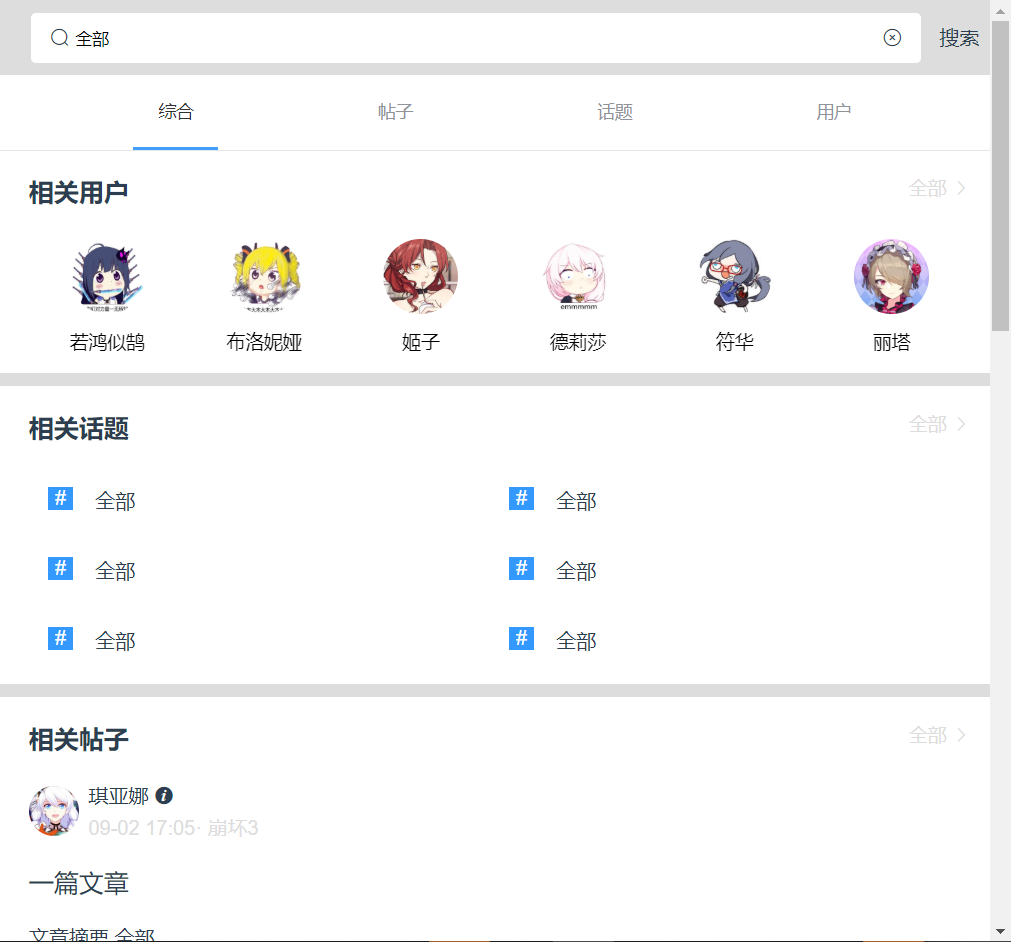 全部
搜索
综合 帖子 话题 用户
相关用户 全部
emmmmmm
若鸿似鹄 布洛妮娅 姬子 德莉莎 符华 丽塔
相关话题 全部
# 全部 # 全部
# 全部 # 全部
# 全部 # 全部
相关帖子 全部
琪亚娜
09-02 17:05· 崩坏3
一篇文章
文章摘要 全部